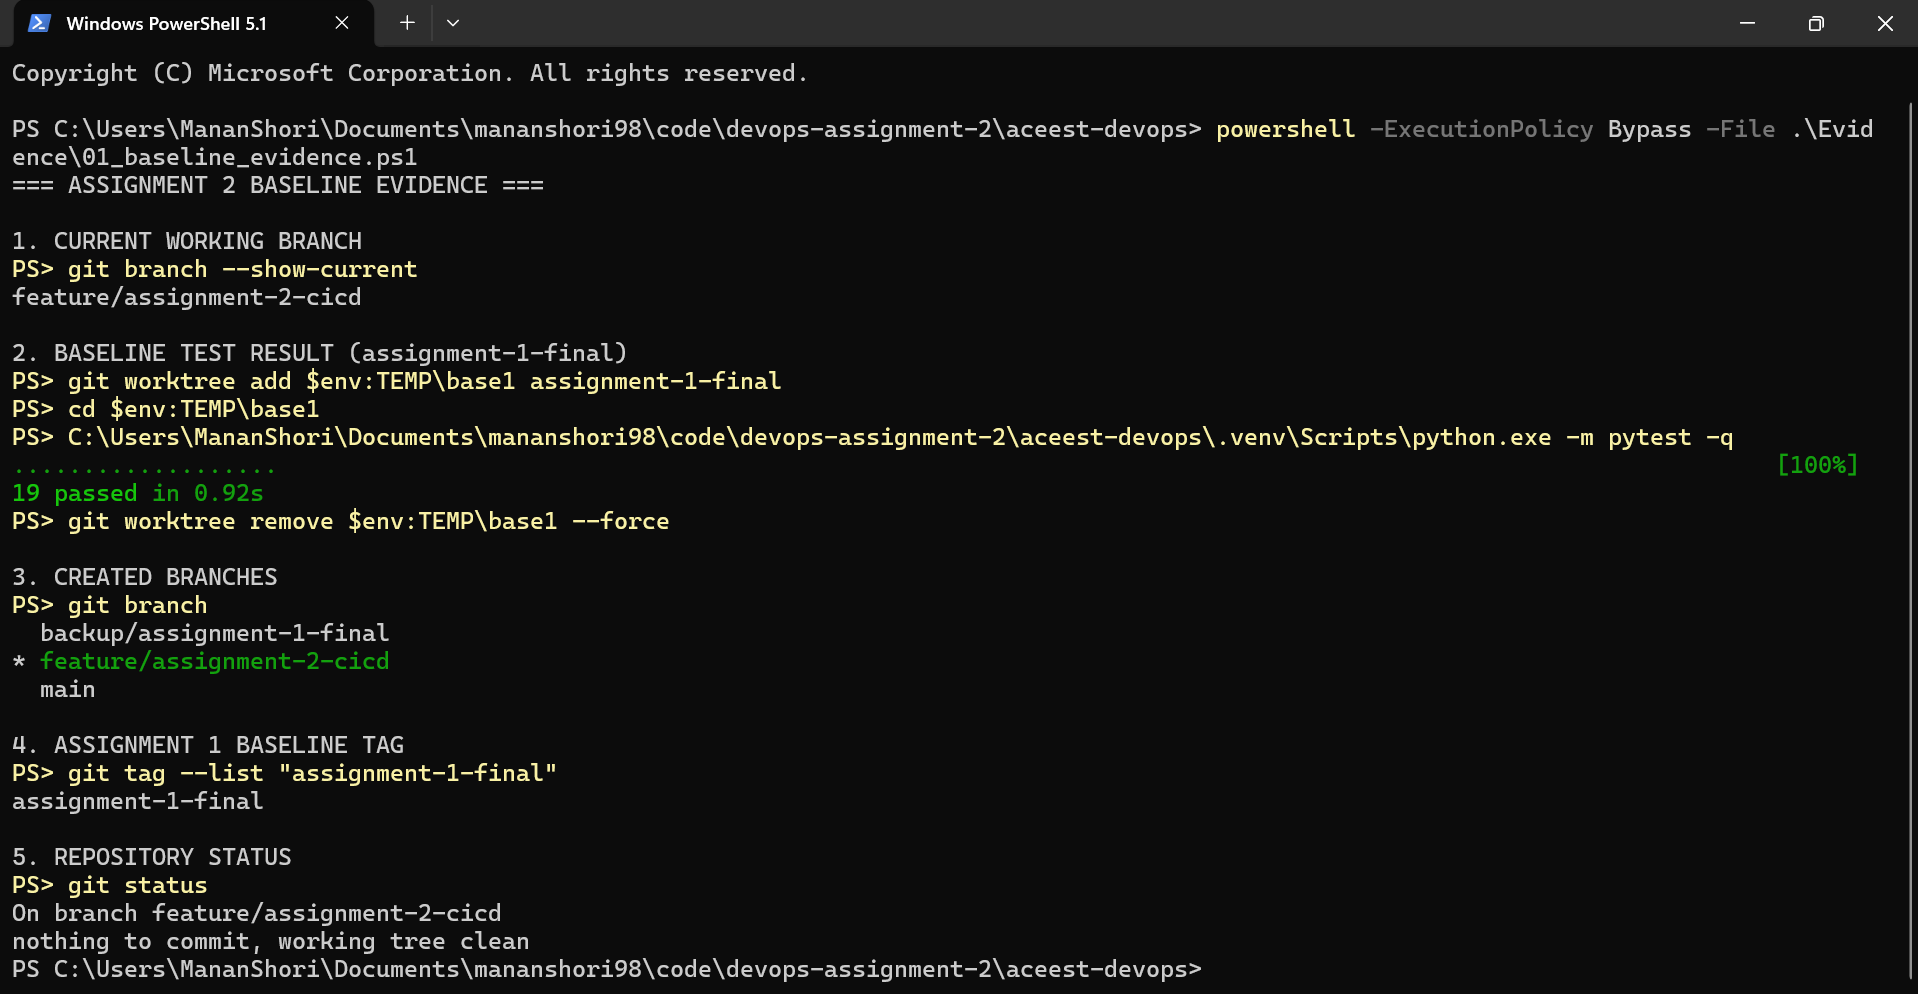 Windows PowerShell 5.1
Copyright (C) Microsoft Corporation. All rights reserved.
PS C:\Users\MananShori\Documents\mananshori98\code\devops-assignment-2\aceest-devops> powershell -ExecutionPolicy Bypass -File .\Evid
ence\01_baseline_evidence.ps1
=== ASSIGNMENT 2 BASELINE EVIDENCE ===
1. CURRENT WORKING BRANCH
PS> git branch --show-current
feature/assignment-2-cicd
2. BASELINE TEST RESULT (assignment-1-final)
PS> git worktree add $env:TEMP\base1 assignment-1-final
PS> cd $env:TEMP\base1
PS> C:\Users\MananShori\Documents\mananshori98\code\devops-assignment-2\aceest-devops\.venv\Scripts\python.exe -m pytest -q
................... [100%]
19 passed in 0.92s
PS> git worktree remove $env:TEMP\base1 --force
3. CREATED BRANCHES
PS> git branch
  backup/assignment-1-final
* feature/assignment-2-cicd
  main
4. ASSIGNMENT 1 BASELINE TAG
PS> git tag --list "assignment-1-final"
assignment-1-final
5. REPOSITORY STATUS
PS> git status
On branch feature/assignment-2-cicd
nothing to commit, working tree clean
PS C:\Users\MananShori\Documents\mananshori98\code\devops-assignment-2\aceest-devops>